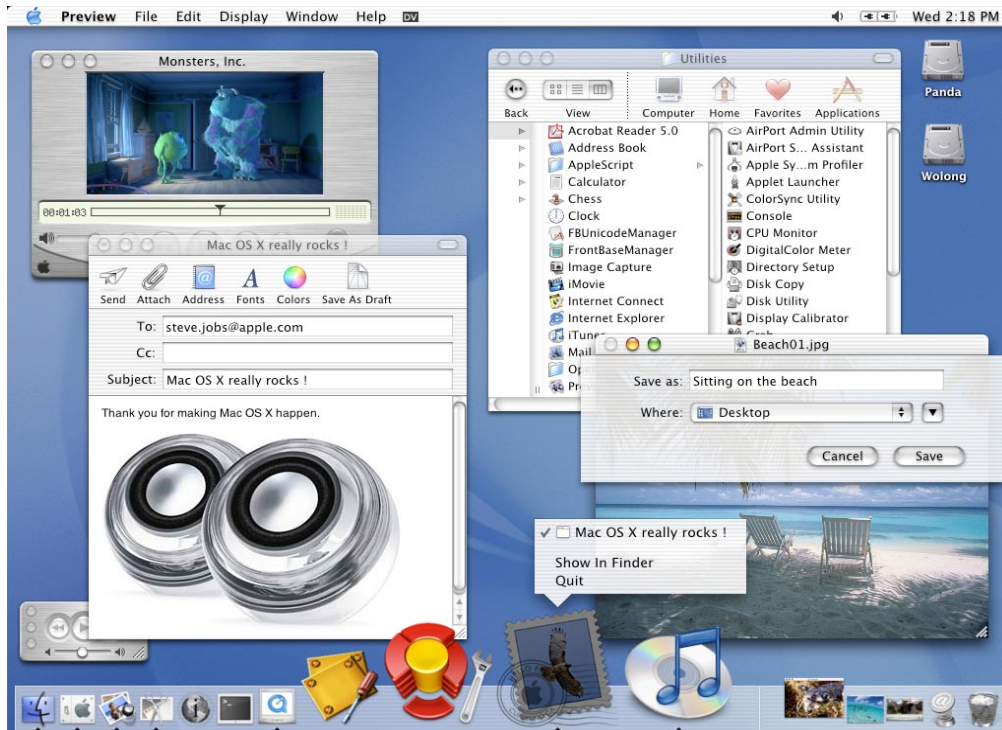 Preview File Edit Display Window Help DV Wed 2:18 PM
Monsters, Inc.
00:01:03
Utilities
Back View Computer Home Favorites Applications
Acrobat Reader 5.0
Address Book
AppleScript
Calculator
Chess
Clock
FBUnicodeManager
FrontBaseManager
Image Capture
iMovie
Internet Connect
Internet Explorer
iTunes
Mail
AirPort Admin Utility
AirPort S... Assistant
Apple Sy...m Profiler
Applet Launcher
ColorSync Utility
Console
CPU Monitor
DigitalColor Meter
Directory Setup
Disk Copy
Disk Utility
Display Calibrator
Panda
Wolong
Mac OS X really rocks !
Send Attach Address Fonts Colors Save As Draft
To: steve.jobs@apple.com
Cc:
Subject: Mac OS X really rocks !
Thank you for making Mac OS X happen.
Beach01.jpg
Save as: Sitting on the beach
Where: Desktop
Cancel Save
Mac OS X really rocks !
Show In Finder
Quit